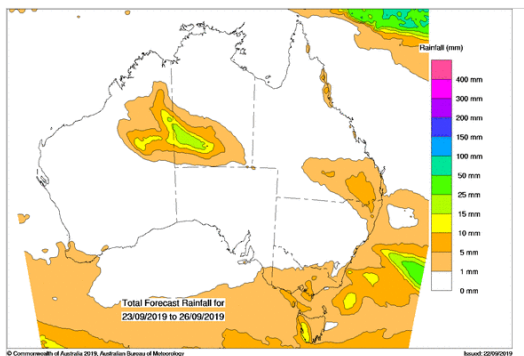 Rainfall (mm)
400 mm
300 mm
200 mm
150 mm
100 mm
50 mm
25 mm
15 mm
10 mm
5 mm
1 mm
0 mm
Total Forecast Rainfall for
23/09/2019 to 26/09/2019
© Commonwealth of Australia 2019, Australian Bureau of Meteorology
Issued: 22/09/2019